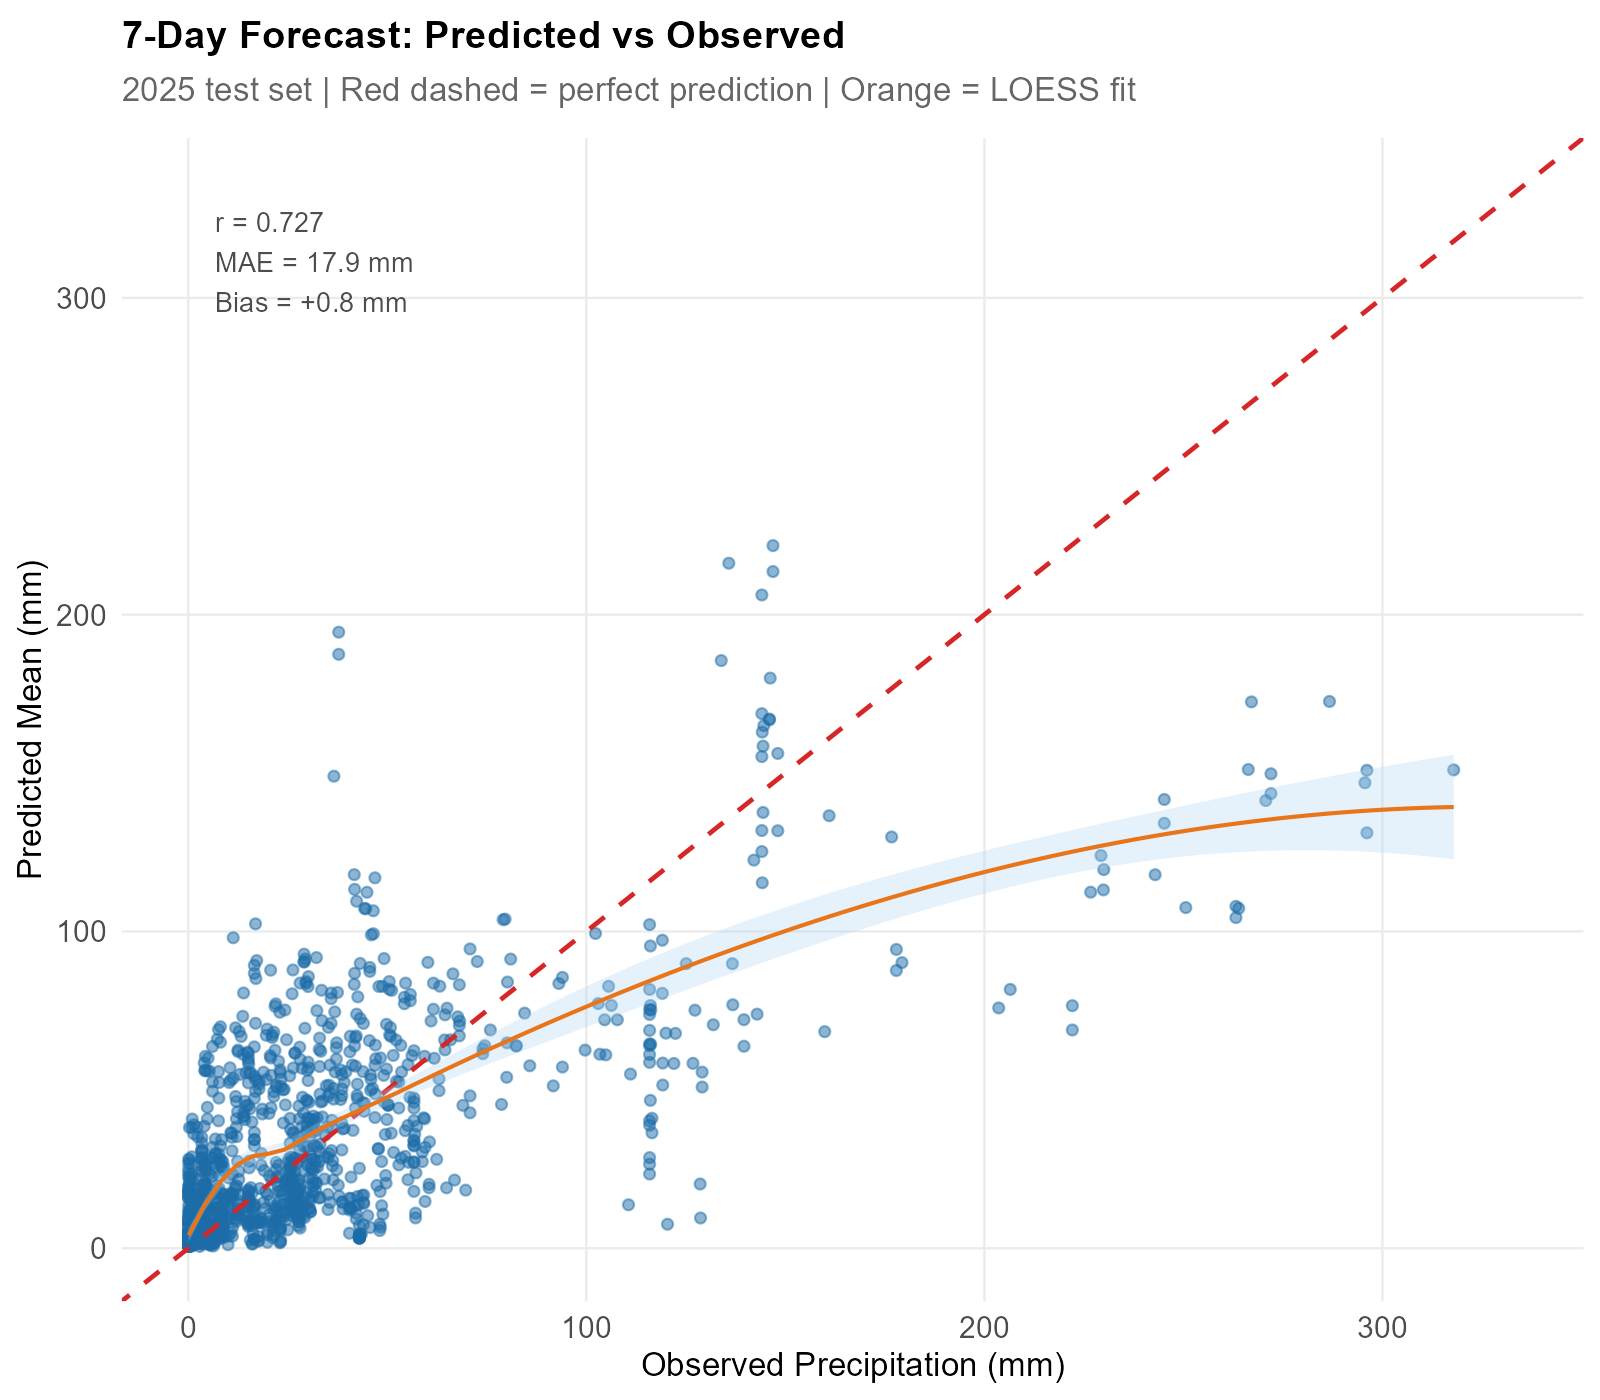 7-Day Forecast: Predicted vs Observed
2025 test set | Red dashed = perfect prediction | Orange = LOESS fit
r = 0.727
MAE = 17.9 mm
Bias = +0.8 mm
300
200
100
0
Predicted Mean (mm)
0 100 200 300
Observed Precipitation (mm)